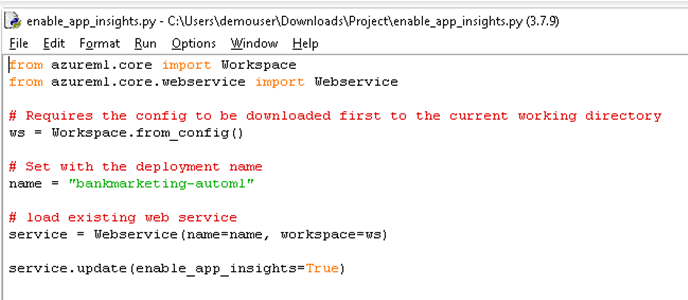 enable_app_insights.py - C:\Users\demouser\Downloads\Project\enable_app_insights.py (3.7.9)
File Edit Format Run Options Window Help
from azureml.core import Workspace
from azureml.core.webservice import Webservice
# Requires the config to be downloaded first to the current working directory
ws = Workspace.from_config()
# Set with the deployment name
name = "bankmarketing-automl"
# load existing web service
service = Webservice(name=name, workspace=ws)
service.update(enable_app_insights=True)